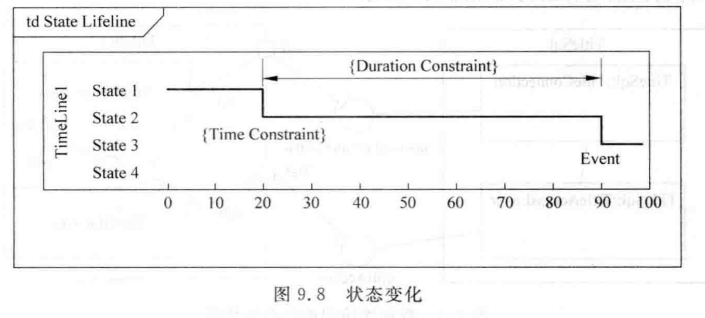 td State Lifeline
{Duration Constraint}
TimeLine1
State 1
State 2
State 3
State 4
{Time Constraint}
Event
0 10 20 30 40 50 60 70 80 90 100
图 9.8 状态变化